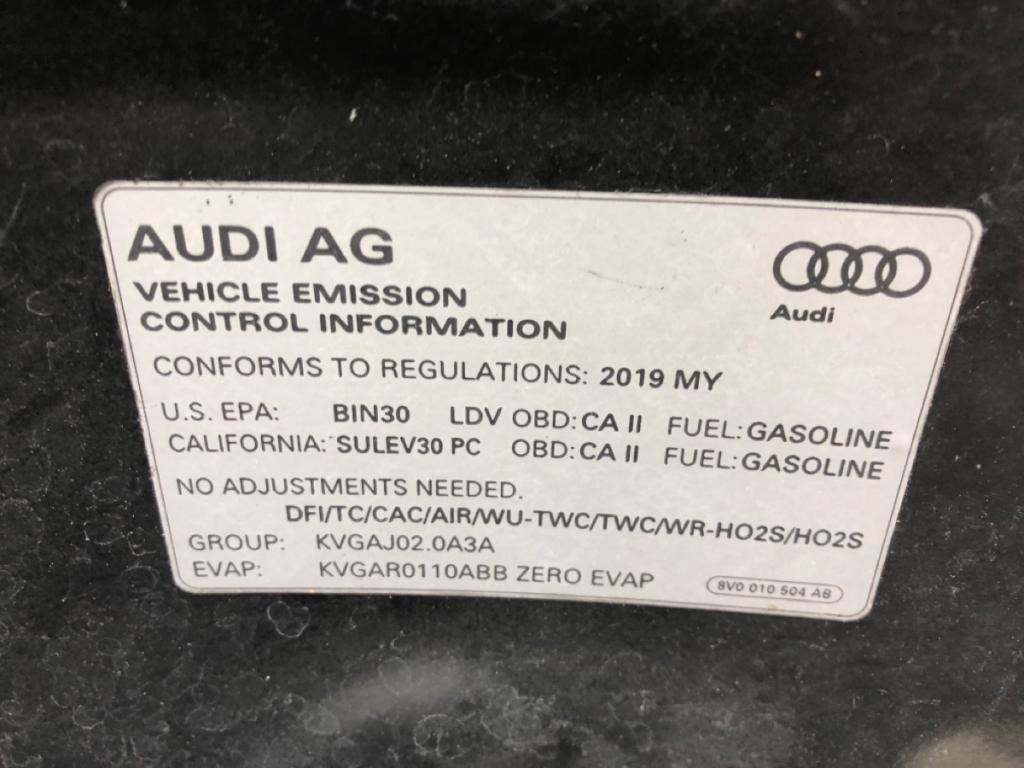 AUDI AG
Audi
VEHICLE EMISSION
CONTROL INFORMATION
CONFORMS TO REGULATIONS: 2019 MY
U.S. EPA: BIN30 LDV OBD: CA II FUEL: GASOLINE
CALIFORNIA: SULEV30 PC OBD: CA II FUEL: GASOLINE
NO ADJUSTMENTS NEEDED.
DFI/TC/CAC/AIR/WU-TWC/TWC/WR-HO2S/HO2S
GROUP: KVGAJ02.0A3A
EVAP: KVGAR0110ABB ZERO EVAP
8V0 010 504 AB